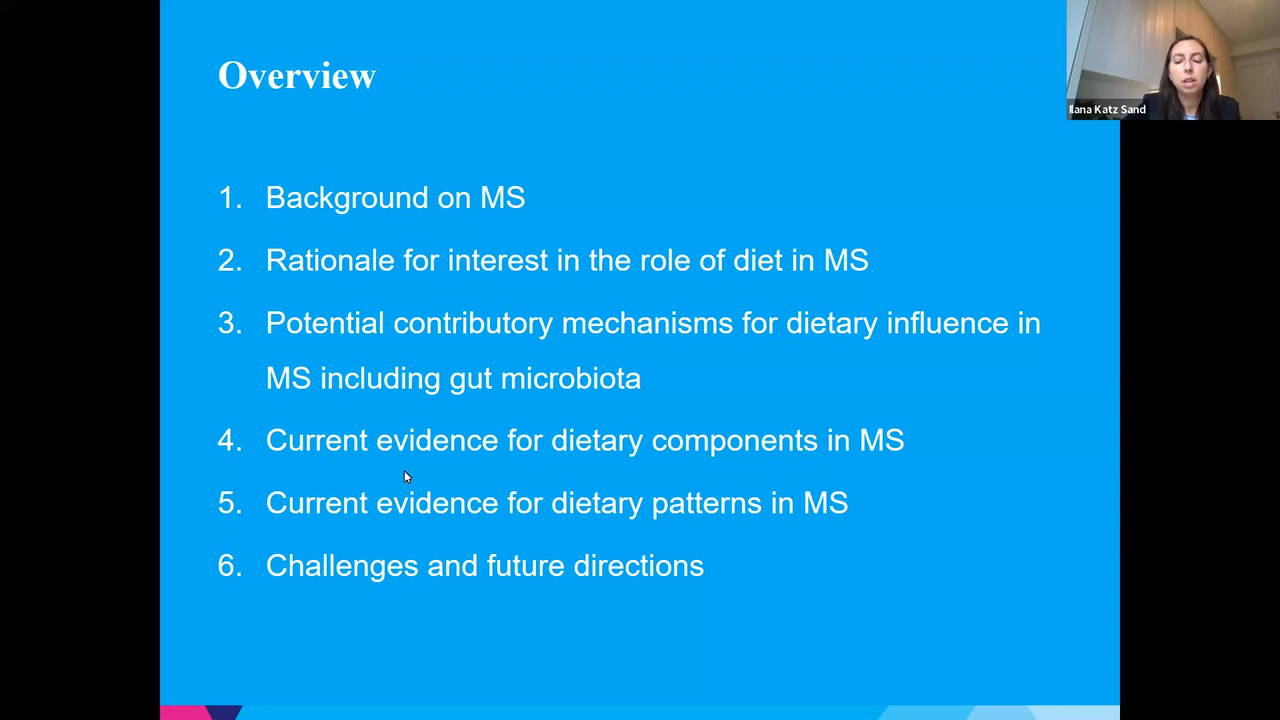 Overview
Ilana Katz Sand
1. Background on MS
2. Rationale for interest in the role of diet in MS
3. Potential contributory mechanisms for dietary influence in
MS including gut microbiota
4. Current evidence for dietary components in MS
5. Current evidence for dietary patterns in MS
6. Challenges and future directions